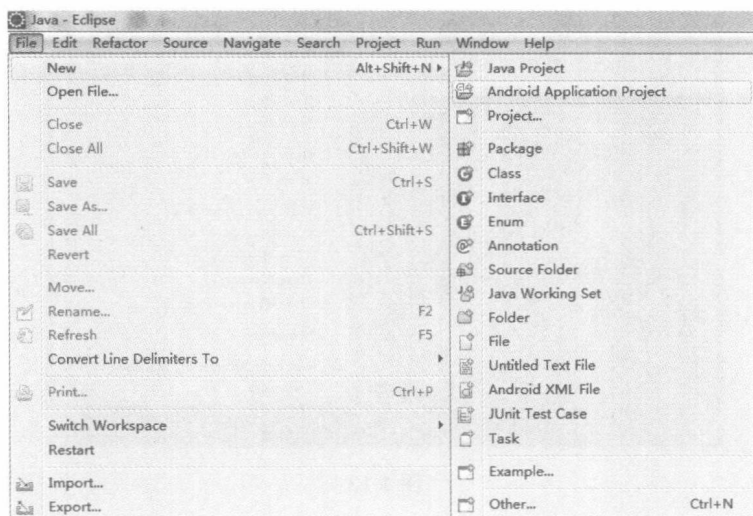 Java - Eclipse
File Edit Refactor Source Navigate Search Project Run Window Help
New Alt+Shift+N
Open File...
Close Ctrl+W
Close All Ctrl+Shift+W
Save Ctrl+S
Save As...
Save All Ctrl+Shift+S
Revert
Move...
Rename... F2
Refresh F5
Convert Line Delimiters To
Print... Ctrl+P
Switch Workspace
Restart
Import...
Export...
Java Project
Android Application Project
Project...
Package
Class
Interface
Enum
Annotation
Source Folder
Java Working Set
Folder
File
Untitled Text File
Android XML File
JUnit Test Case
Task
Example...
Other... Ctrl+N